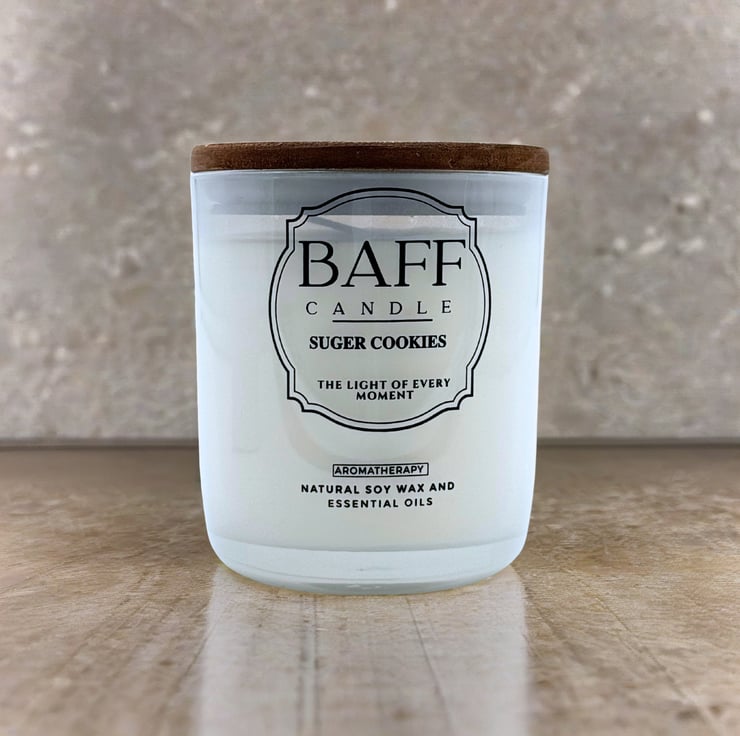 BAFF
CANDLE
SUGER COOKIES
THE LIGHT OF EVERY
MOMENT
AROMATHERAPY
NATURAL SOY WAX AND
ESSENTIAL OILS